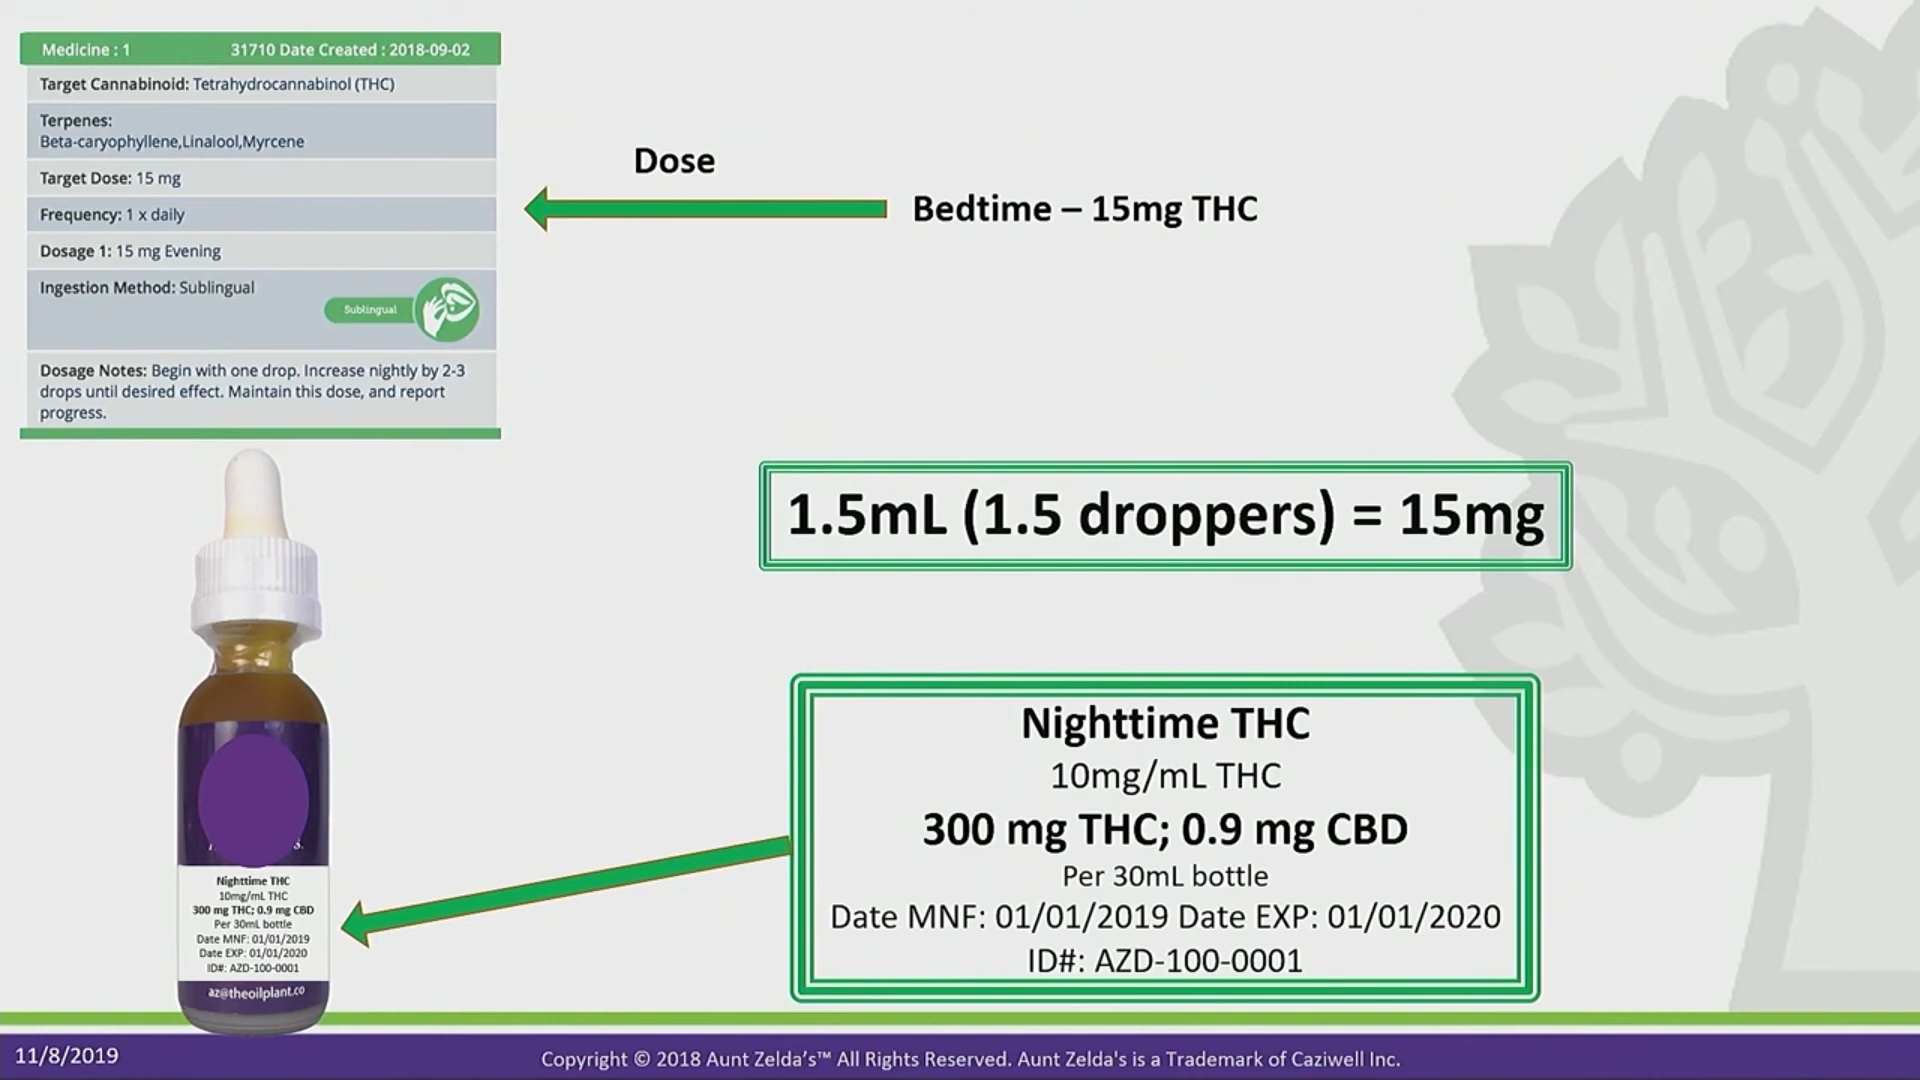 Medicine : 1 31710 Date Created : 2018-09-02
Target Cannabinoid: Tetrahydrocannabinol (THC)
Terpenes:
Beta-caryophyllene,Linalool,Myrcene
Target Dose: 15 mg
Frequency: 1 x daily
Dosage 1: 15 mg Evening
Ingestion Method: Sublingual
Sublingual
Dosage Notes: Begin with one drop. Increase nightly by 2-3
drops until desired effect. Maintain this dose, and report
progress.
Dose
Bedtime – 15mg THC
1.5mL (1.5 droppers) = 15mg
Nighttime THC
10mg/mL THC
300 mg THC; 0.9 mg CBD
Per 30mL bottle
Date MNF: 01/01/2019 Date EXP: 01/01/2020
ID#: AZD-100-0001
Nighttime THC
10mg/mL THC
300 mg THC; 0.9 mg CBD
Per 30mL bottle
Date MNF: 01/01/2019
Date EXP: 01/01/2020
ID#: AZD-100-0001
az@theoilplant.co
11/8/2019
Copyright © 2018 Aunt Zelda’s™ All Rights Reserved. Aunt Zelda's is a Trademark of Caziwell Inc.